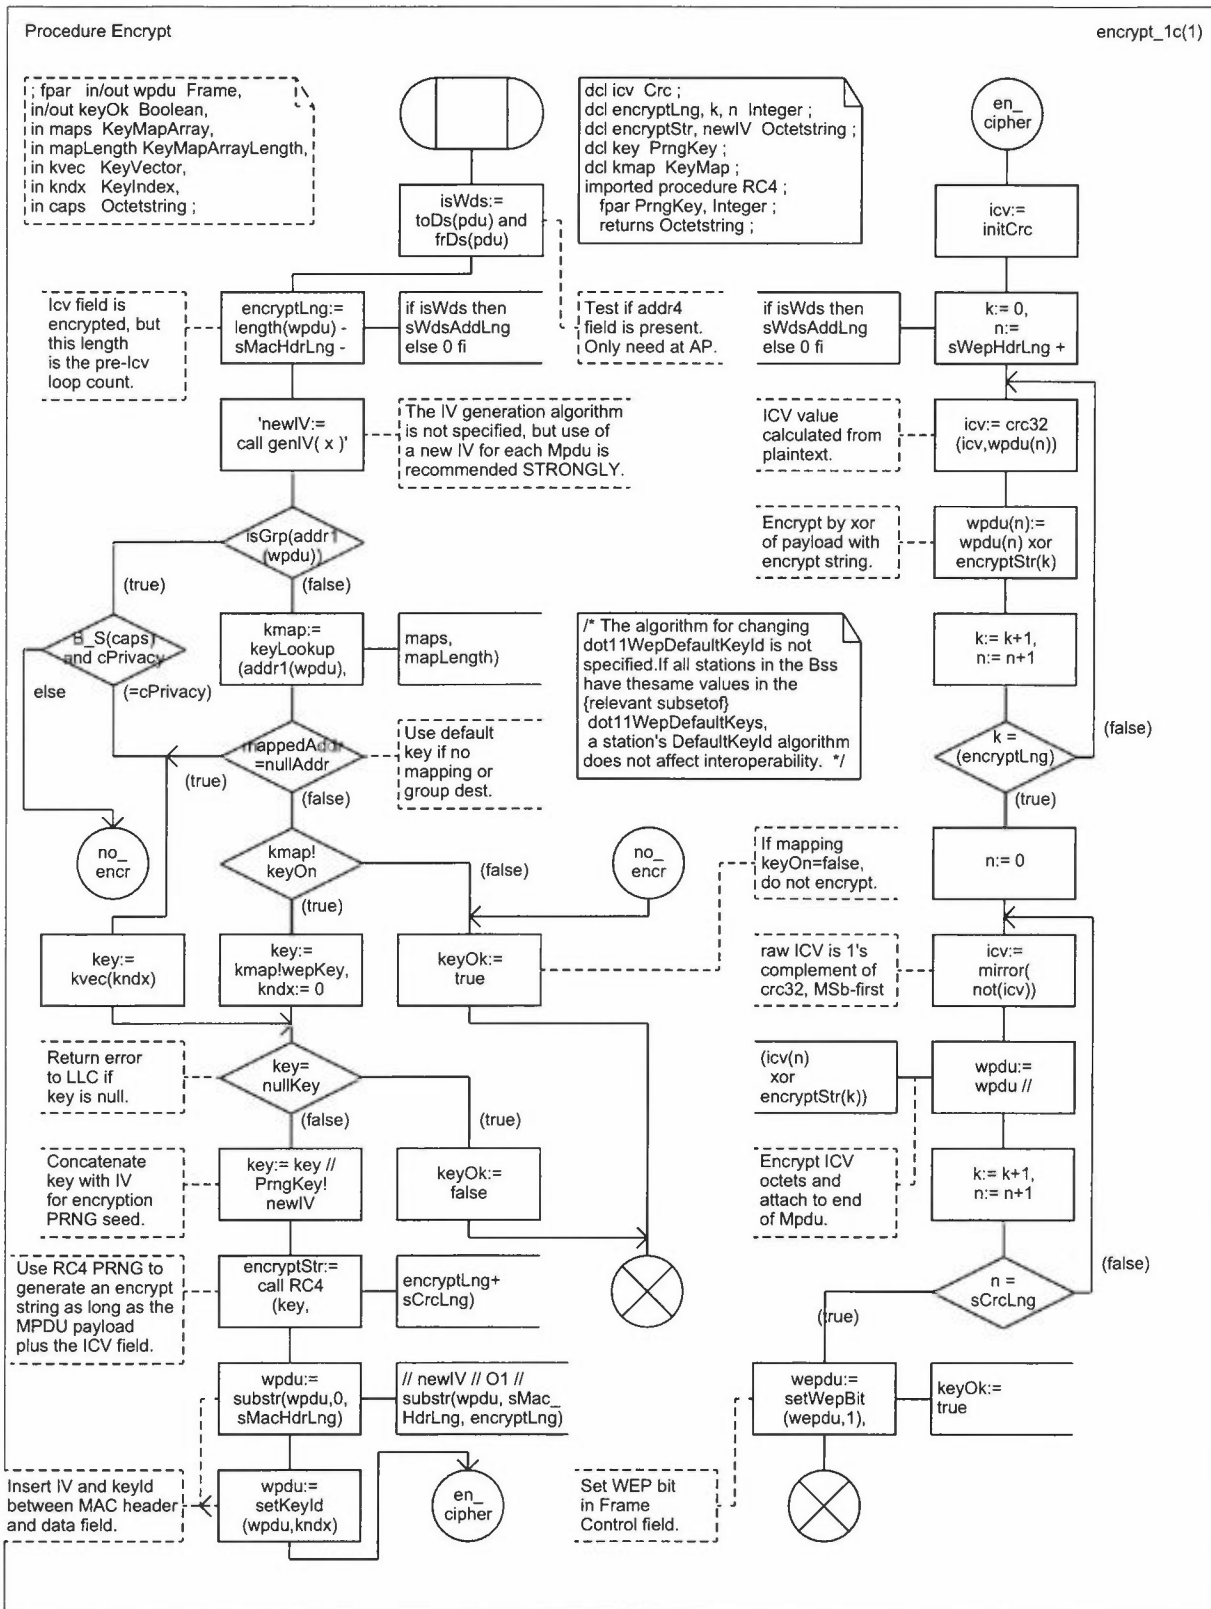 Procedure Encrypt
encrypt_1c(1)
; fpar in/out wpdu Frame,
in/out keyOk Boolean,
in maps KeyMapArray,
in mapLength KeyMapArrayLength,
in kvec KeyVector,
in kndx KeyIndex,
in caps Octetstring ;
dcl icv Crc ;
dcl encryptLng, k, n Integer ;
dcl encryptStr, newIV Octetstring ;
dcl key PrngKey ;
dcl kmap KeyMap ;
imported procedure RC4 ;
fpar PrngKey, Integer ;
returns Octetstring ;
en_
cipher
isWds:=
toDs(pdu) and
frDs(pdu)
icv:=
initCrc
Icv field is
encrypted, but
this length
is the pre-Icv
loop count.
encryptLng:=
length(wpdu) -
sMacHdrLng -
if isWds then
sWdsAddLng
else 0 fi
Test if addr4
field is present.
Only need at AP.
if isWds then
sWdsAddLng
else 0 fi
k:= 0,
n:=
sWepHdrLng +
'newIV:=
call genIV( x )'
The IV generation algorithm
is not specified, but use of
a new IV for each Mpdu is
recommended STRONGLY.
ICV value
calculated from
plaintext.
icv:= crc32
(icv,wpdu(n))
isGrp(addr1
(wpdu))
(true)
(false)
Encrypt by xor
of payload with
encrypt string.
wpdu(n):=
wpdu(n) xor
encryptStr(k)
B_S(caps)
and cPrivacy
else
(=cPrivacy)
kmap:=
keyLookup
(addr1(wpdu),
maps,
mapLength)
/* The algorithm for changing
dot11WepDefaultKeyId is not
specified.If all stations in the Bss
have thesame values in the
{relevant subsetof}
dot11WepDefaultKeys,
a station's DefaultKeyId algorithm
does not affect interoperability. */
k:= k+1,
n:= n+1
mappedAddr
=nullAddr
(true)
(false)
Use default
key if no
mapping or
group dest.
k =
(encryptLng)
(false)
(true)
no_
encr
kmap!
keyOn
(false)
(true)
no_
encr
If mapping
keyOn=false,
do not encrypt.
n:= 0
key:=
kvec(kndx)
key:=
kmap!wepKey,
kndx:= 0
keyOk:=
true
raw ICV is 1's
complement of
crc32, MSb-first
icv:=
mirror(
not(icv))
Return error
to LLC if
key is null.
key=
nullKey
(false)
(true)
(icv(n)
xor
encryptStr(k))
wpdu:=
wpdu //
Concatenate
key with IV
for encryption
PRNG seed.
key:= key //
PrngKey!
newIV
keyOk:=
false
Encrypt ICV
octets and
attach to end
of Mpdu.
k:= k+1,
n:= n+1
Use RC4 PRNG to
generate an encrypt
string as long as the
MPDU payload
plus the ICV field.
encryptStr:=
call RC4
(key,
encryptLng+
sCrcLng)
n =
sCrcLng
(false)
(true)
wpdu:=
substr(wpdu,0,
sMacHdrLng)
// newIV // O1 //
substr(wpdu, sMac_
HdrLng, encryptLng)
wepdu:=
setWepBit
(wepdu,1),
keyOk:=
true
Insert IV and keyId
between MAC header
and data field.
wpdu:=
setKeyId
(wpdu,kndx)
en_
cipher
Set WEP bit
in Frame
Control field.